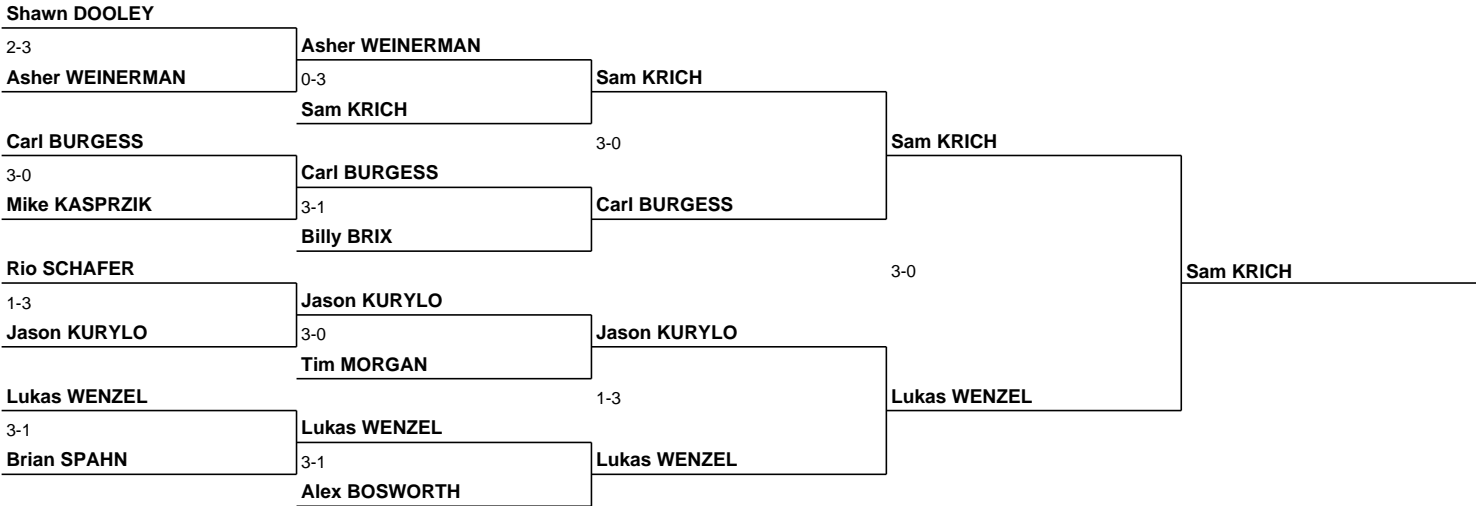 Shawn DOOLEY
2-3
Asher WEINERMAN
Asher WEINERMAN
0-3
Sam KRICH
Sam KRICH
3-0
Sam KRICH
Carl BURGESS
3-0
Mike KASPRZIK
Carl BURGESS
3-1
Billy BRIX
Carl BURGESS
3-0
Sam KRICH
Rio SCHAFER
1-3
Jason KURYLO
Jason KURYLO
3-0
Tim MORGAN
Jason KURYLO
1-3
Lukas WENZEL
Lukas WENZEL
3-1
Brian SPAHN
Lukas WENZEL
3-1
Alex BOSWORTH
Lukas WENZEL